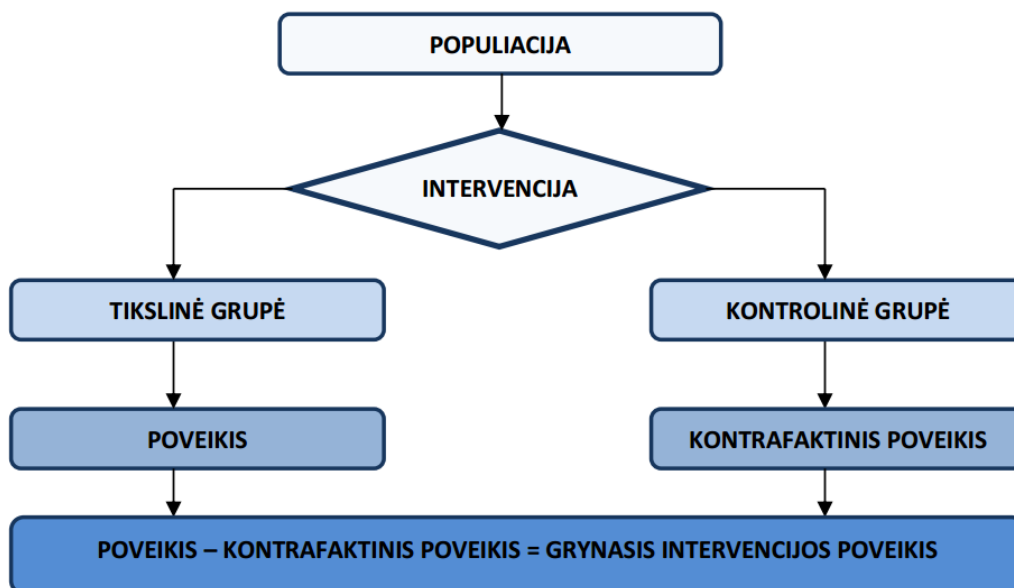 POPULIACIJA
INTERVENCIJA
TIKSLINĖ GRUPĖ
KONTROLINĖ GRUPĖ
POVEIKIS
KONTRAFAKTINIS POVEIKIS
POVEIKIS – KONTRAFAKTINIS POVEIKIS = GRYNASIS INTERVENCIJOS POVEIKIS